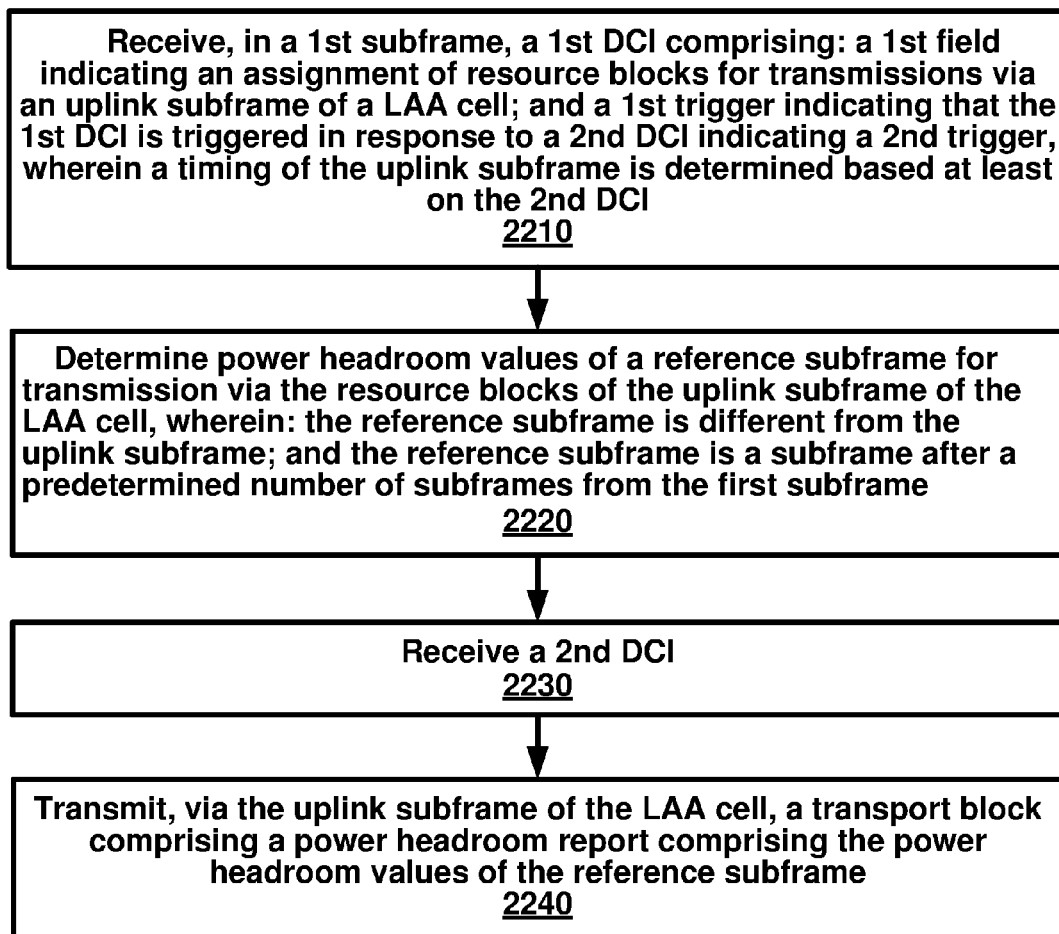 Receive, in a 1st subframe, a 1st DCI comprising: a 1st field
indicating an assignment of resource blocks for transmissions via
an uplink subframe of a LAA cell; and a 1st trigger indicating that the
1st DCI is triggered in response to a 2nd DCI indicating a 2nd trigger,
wherein a timing of the uplink subframe is determined based at least
on the 2nd DCI
2210
Determine power headroom values of a reference subframe for
transmission via the resource blocks of the uplink subframe of the
LAA cell, wherein: the reference subframe is different from the
uplink subframe; and the reference subframe is a subframe after a
predetermined number of subframes from the first subframe
2220
Receive a 2nd DCI
2230
Transmit, via the uplink subframe of the LAA cell, a transport block
comprising a power headroom report comprising the power
headroom values of the reference subframe
2240